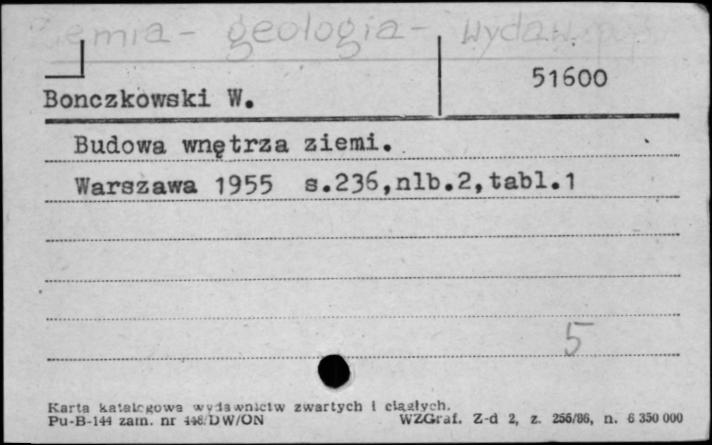 Ziemia - geologia - wydaw.
51600
Bonczkowski W.
Budowa wnętrza ziemi.
Warszawa 1955 s.236,nlb.2,tabl.1
5
Karta katalogowa wydawnictw zwartych i ciągłych.
Pu-B-144 zam. nr 448/DW/ON WZGraf. Z-d 2, z. 256/86, n. 6 350 000